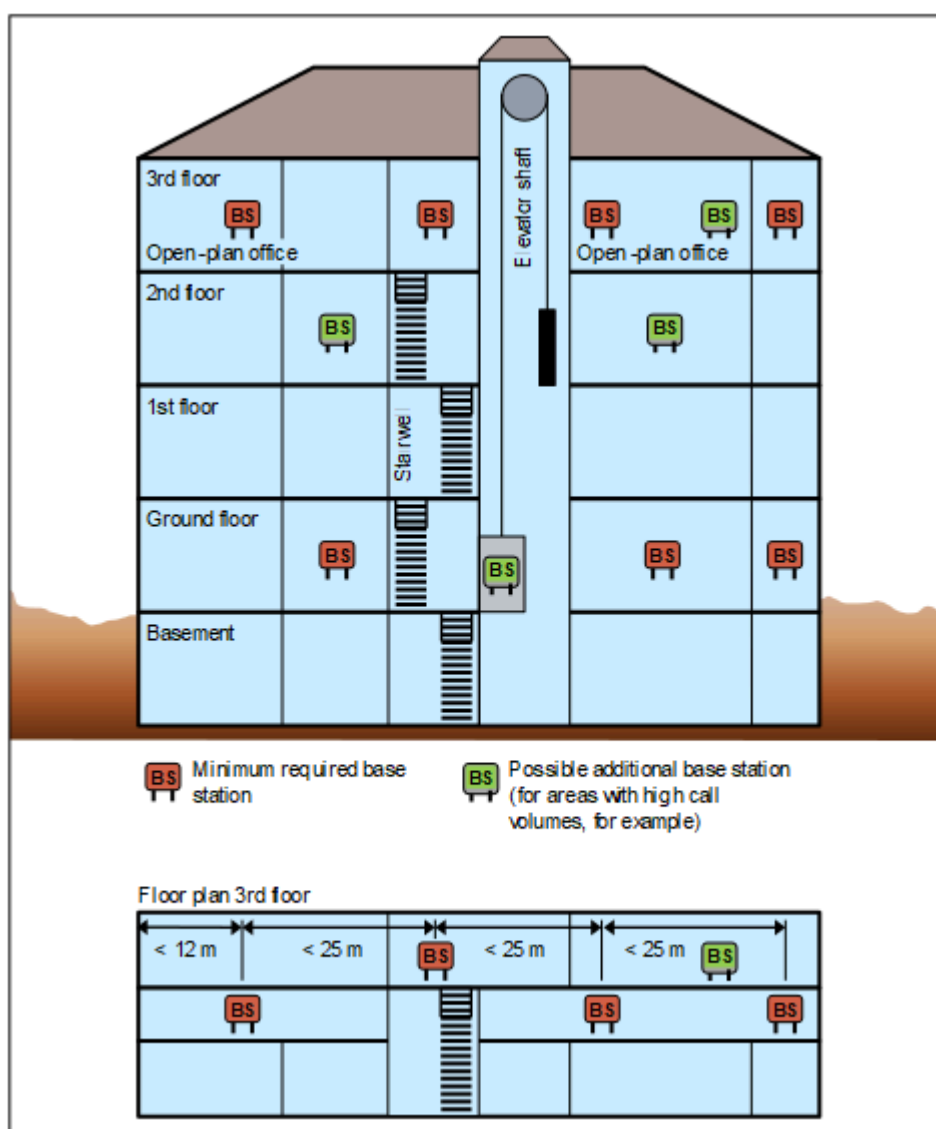 3rd floor
BS
BS
Elevator shaft
BS
BS
BS
Open-plan office
Open-plan office
2nd floor
BS
BS
1st floor
Stairwell
Ground floor
BS
BS
BS
BS
Basement
BS
Minimum required base
station
BS
Possible additional base station
(for areas with high call
volumes, for example)
Floor plan 3rd floor
< 12 m
< 25 m
BS
< 25 m
< 25 m
BS
BS
BS
BS